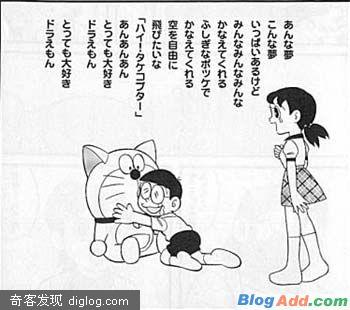 あんな夢
こんな夢
いっぱいあるけど
みんなみんなみんな
かなえてくれる
ふしぎなポッケで
かなえてくれる
空を自由に
飛びたいな
「ハイ!タケコプター」
あんあんあん
とっても大好き
ドラえもん
とっても大好き
ドラえもん
奇客发现 diglog.com
BlogAdd.com